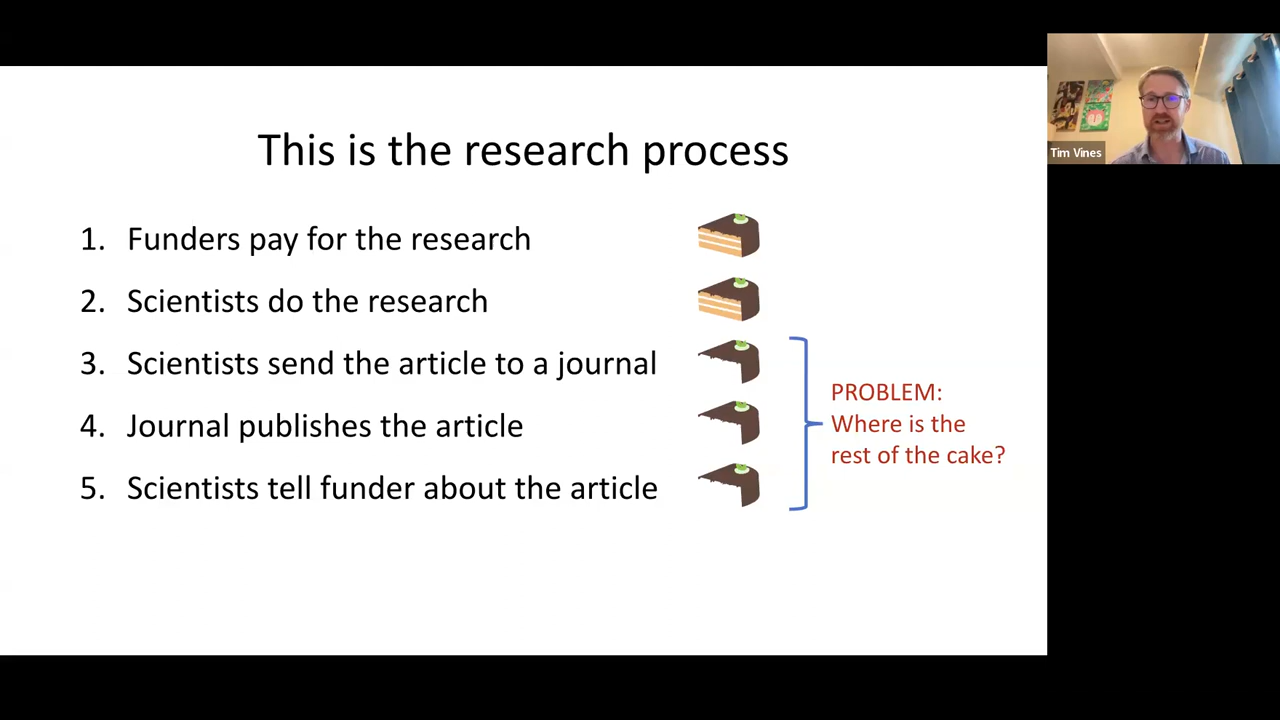 This is the research process
1. Funders pay for the research
2. Scientists do the research
3. Scientists send the article to a journal
4. Journal publishes the article
5. Scientists tell funder about the article
PROBLEM:
Where is the
rest of the cake?
Tim Vines